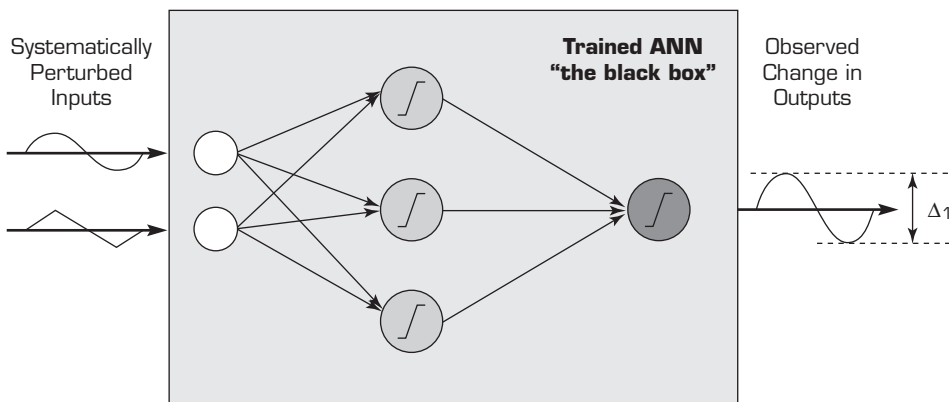 Systematically
Perturbed
Inputs
Trained ANN
“the black box”
Observed
Change in
Outputs
Δ1